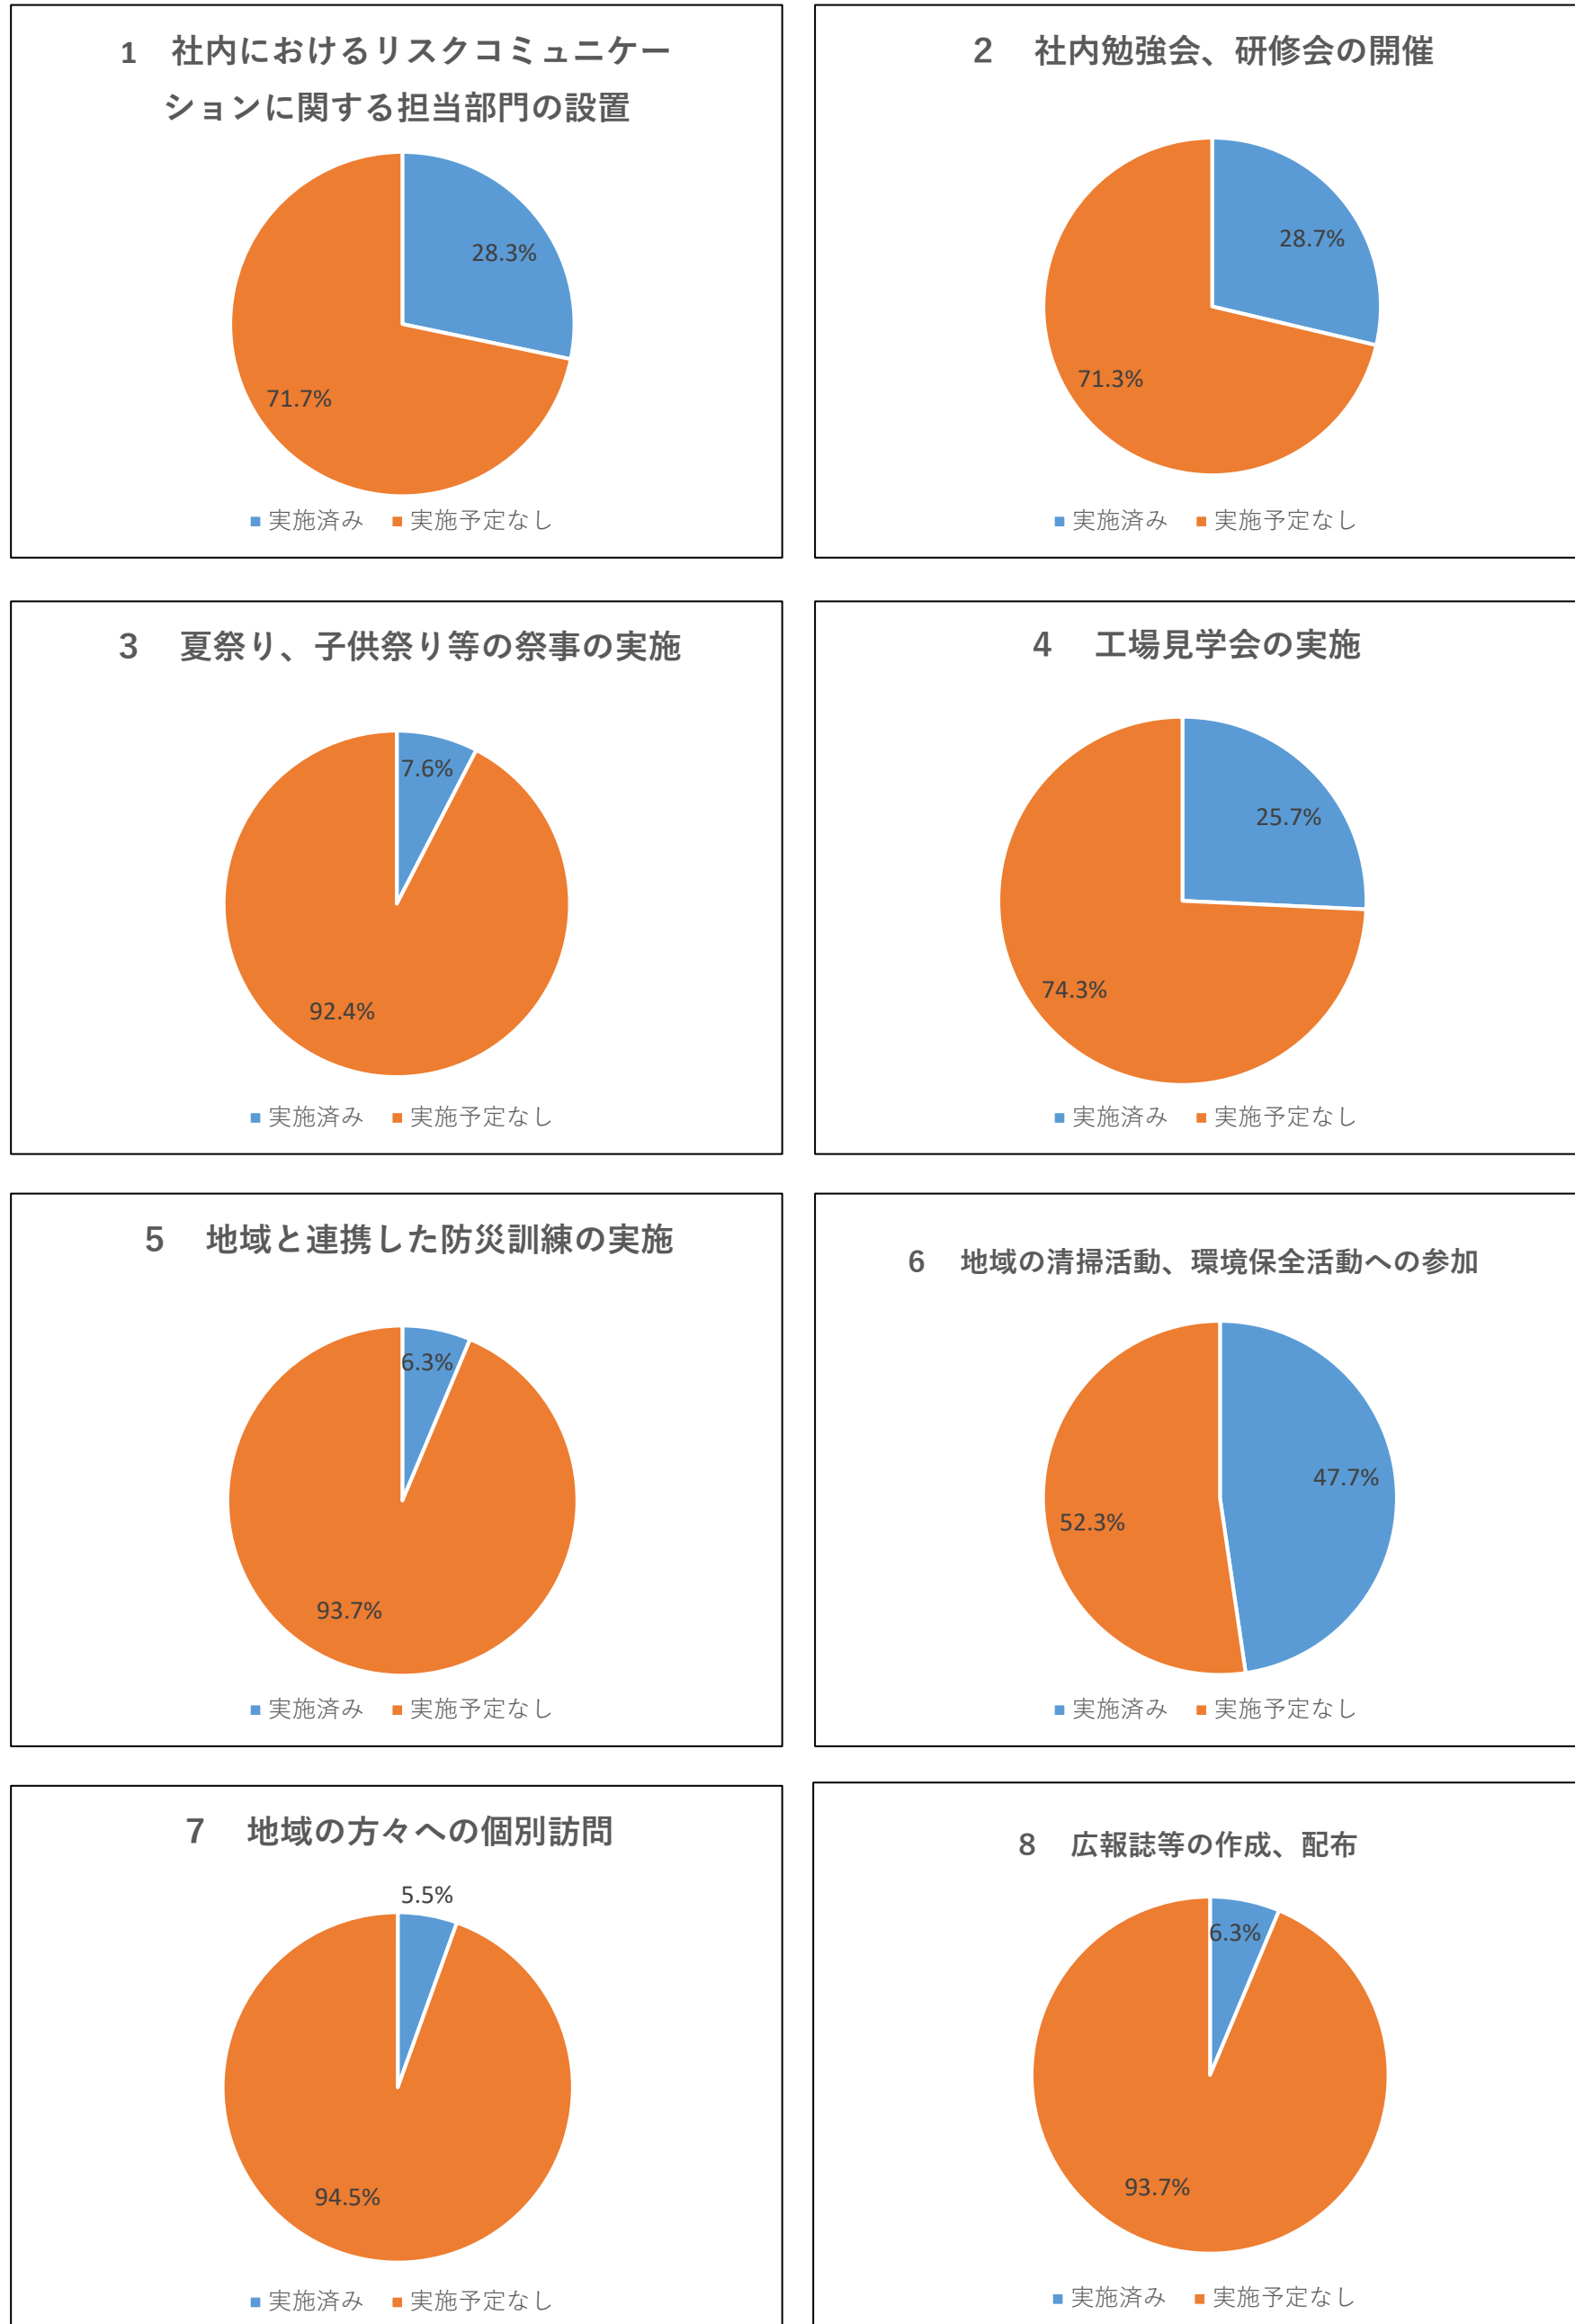 1　社内におけるリスクコミュニケー
ションに関する担当部門の設置
28.3%
71.7%
実施済み　実施予定なし
2　社内勉強会、研修会の開催
28.7%
71.3%
実施済み　実施予定なし
3　夏祭り、子供祭り等の祭事の実施
7.6%
92.4%
実施済み　実施予定なし
4　工場見学会の実施
25.7%
74.3%
実施済み　実施予定なし
5　地域と連携した防災訓練の実施
6.3%
93.7%
実施済み　実施予定なし
6　地域の清掃活動、環境保全活動への参加
47.7%
52.3%
実施済み　実施予定なし
7　地域の方々への個別訪問
5.5%
94.5%
実施済み　実施予定なし
8　広報誌等の作成、配布
6.3%
93.7%
実施済み　実施予定なし